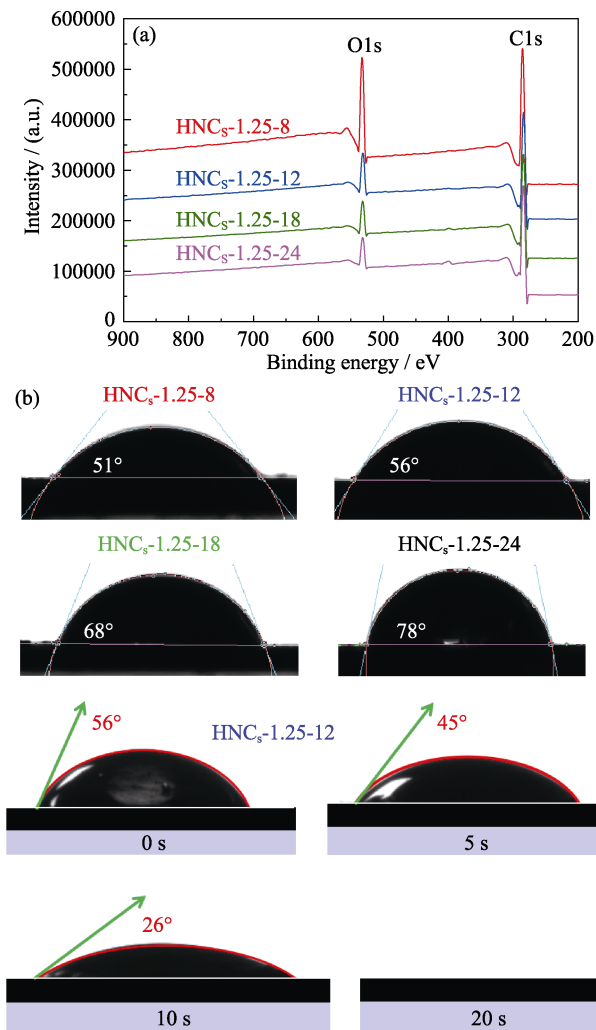 (a)
O1s
C1s
600000
500000
400000
300000
200000
100000
0
Intensity / (a.u.)
HNCS-1.25-8
HNCS-1.25-12
HNCS-1.25-18
HNCS-1.25-24
900 800 700 600 500 400 300 200
Binding energy / eV
(b)
HNCs-1.25-8
HNCs-1.25-12
51°
56°
HNCs-1.25-18
HNCs-1.25-24
68°
78°
56°
HNCs-1.25-12
45°
0 s
5 s
26°
10 s
20 s